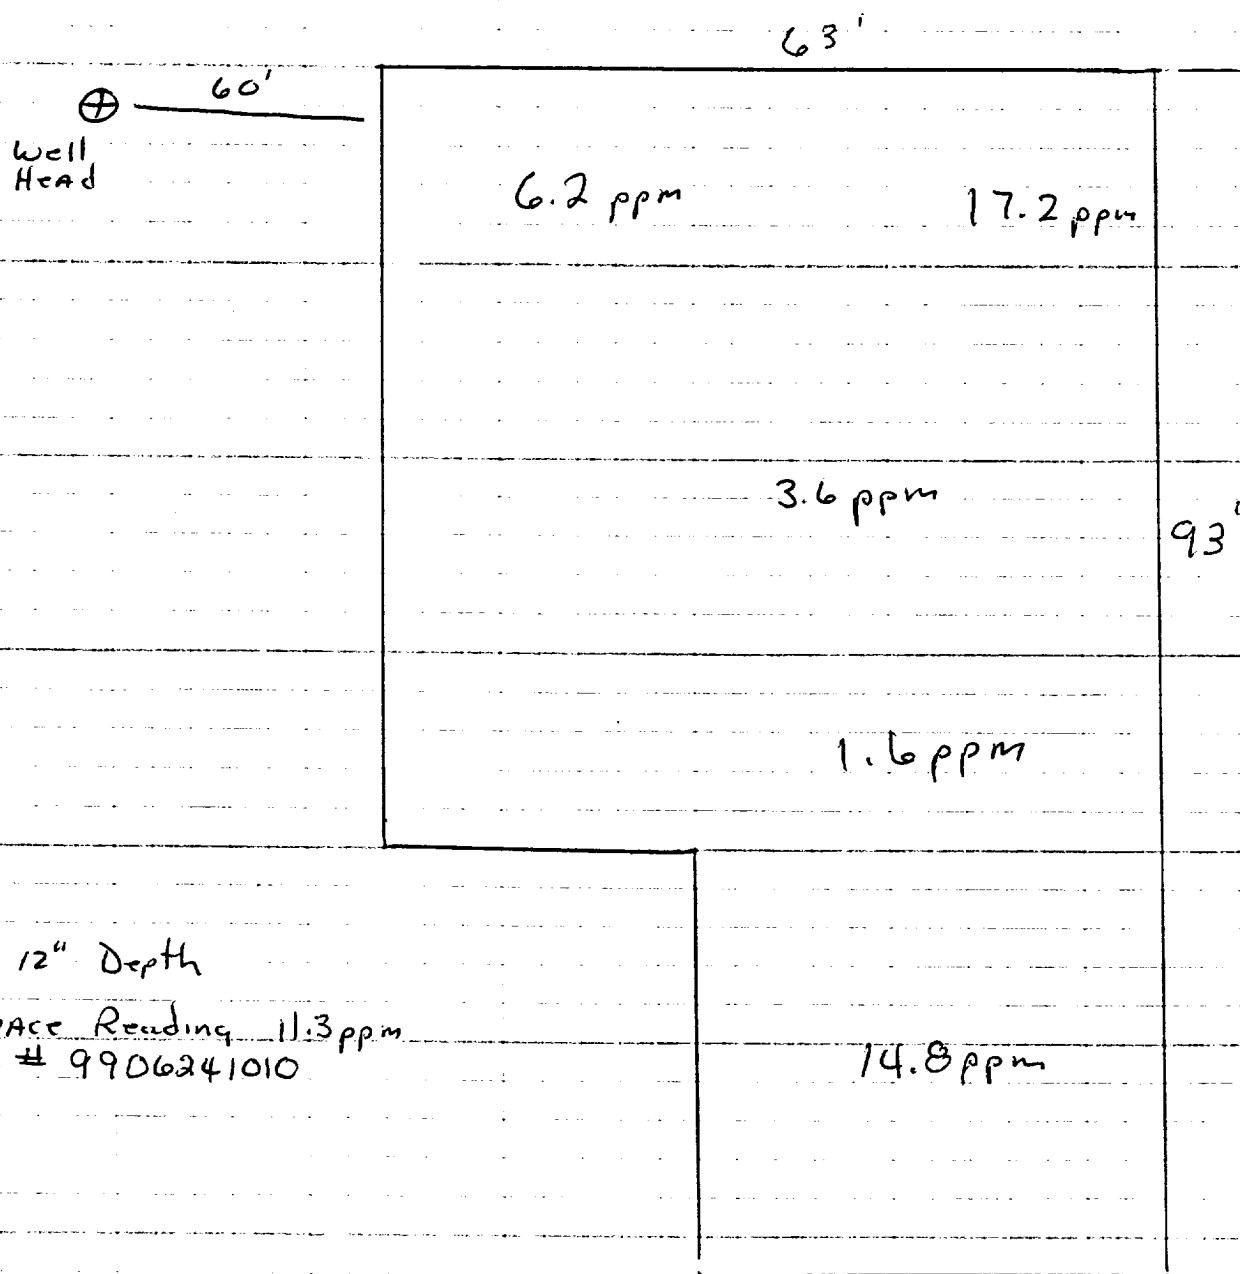 63'
60'
Well
Head
6.2 ppm
17.2 ppm
3.6 ppm
93'
1.6 ppm
12" Depth
Reading 11.3 ppm
# 9906241010
14.8 ppm